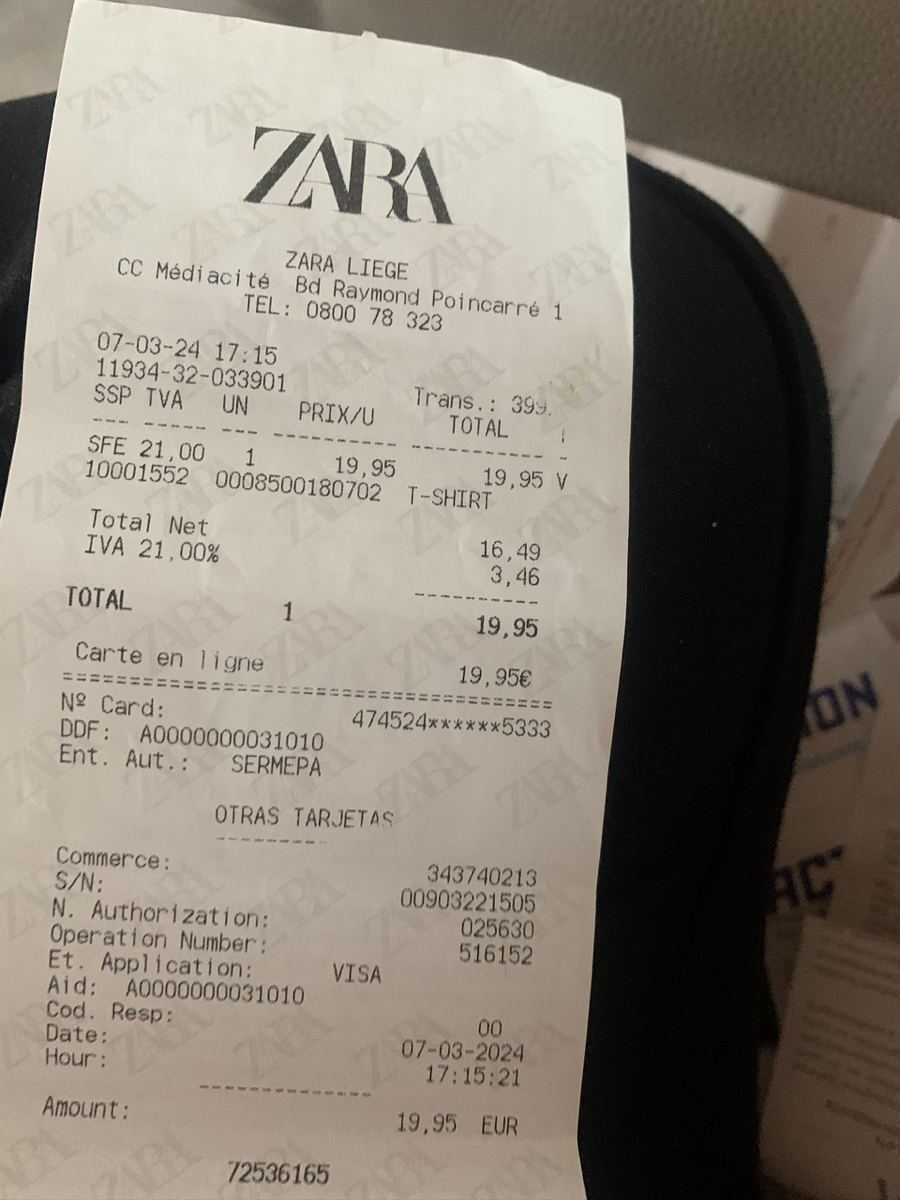 ZARA
ZARA LIEGE
CC Médiacité Bd Raymond Poincarré 1
TEL: 0800 78 323
07-03-24 17:15
11934-32-033901 Trans.: 399.
SSP TVA UN PRIX/U TOTAL
--- ----- --- ---------- ----------- -
SFE 21,00 1 19,95 19,95 V
10001552 0008500180702 T-SHIRT
Total Net 16,49
IVA 21,00% 3,46
----------
TOTAL 1 19,95
Carte en ligne 19,95€
======================================
Nº Card: 474524******5333
DDF: A0000000031010
Ent. Aut.: SERMEPA
OTRAS TARJETAS
---------
Commerce: 343740213
S/N: 00903221505
N. Authorization: 025630
Operation Number: 516152
Et. Application: VISA
Aid: A0000000031010
Cod. Resp: 00
Date: 07-03-2024
Hour: 17:15:21
--------------
Amount: 19,95 EUR
72536165